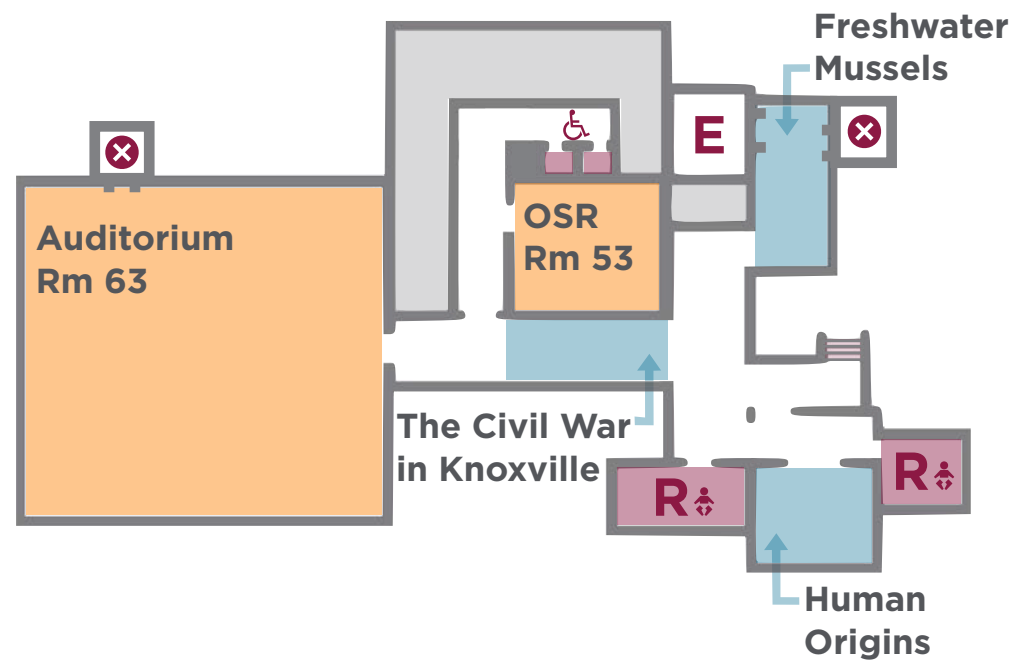 Freshwater
Mussels
E
Auditorium
Rm 63
OSR
Rm 53
The Civil War
in Knoxville
R
R
Human
Origins